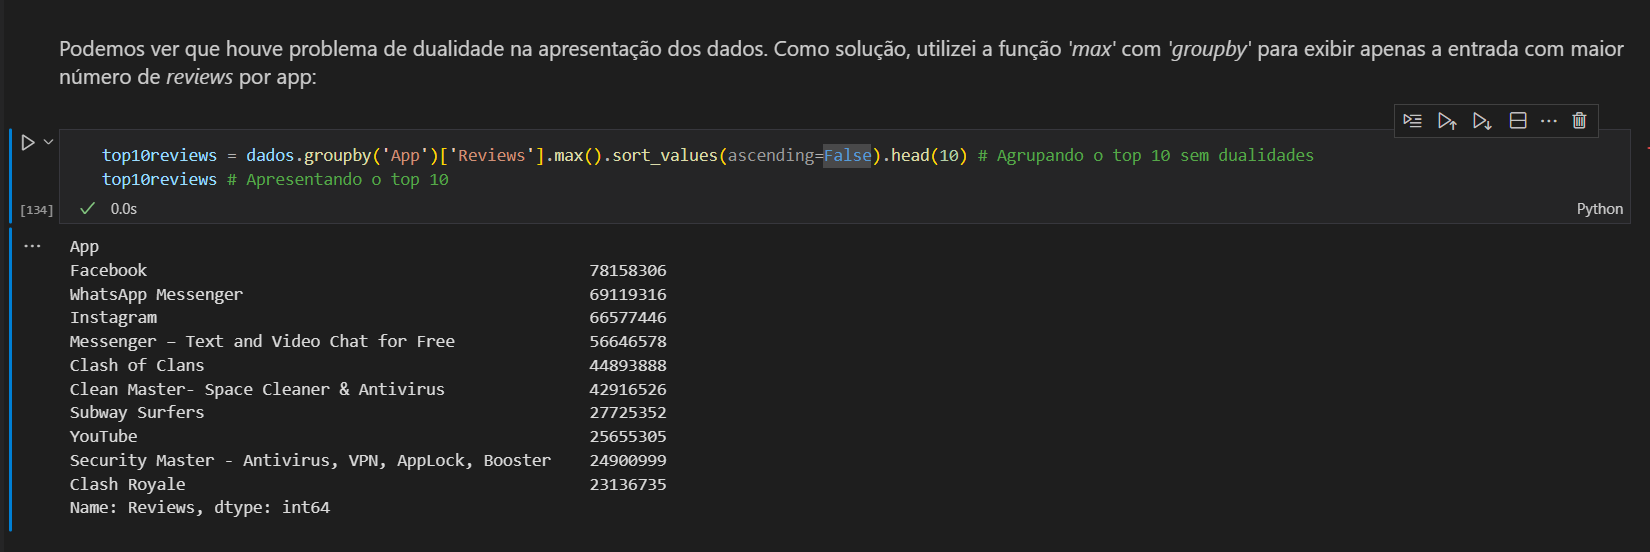 Podemos ver que houve problema de dualidade na apresentação dos dados. Como solução, utilizei a função 'max' com 'groupby' para exibir apenas a entrada com maior
número de reviews por app:
top10reviews = dados.groupby('App')['Reviews'].max().sort_values(ascending=False).head(10) # Agrupando o top 10 sem dualidades
top10reviews # Apresentando o top 10
[134] 0.0s Python
App
Facebook 78158306
WhatsApp Messenger 69119316
Instagram 66577446
Messenger – Text and Video Chat for Free 56646578
Clash of Clans 44893888
Clean Master- Space Cleaner & Antivirus 42916526
Subway Surfers 27725352
YouTube 25655305
Security Master - Antivirus, VPN, AppLock, Booster 24900999
Clash Royale 23136735
Name: Reviews, dtype: int64